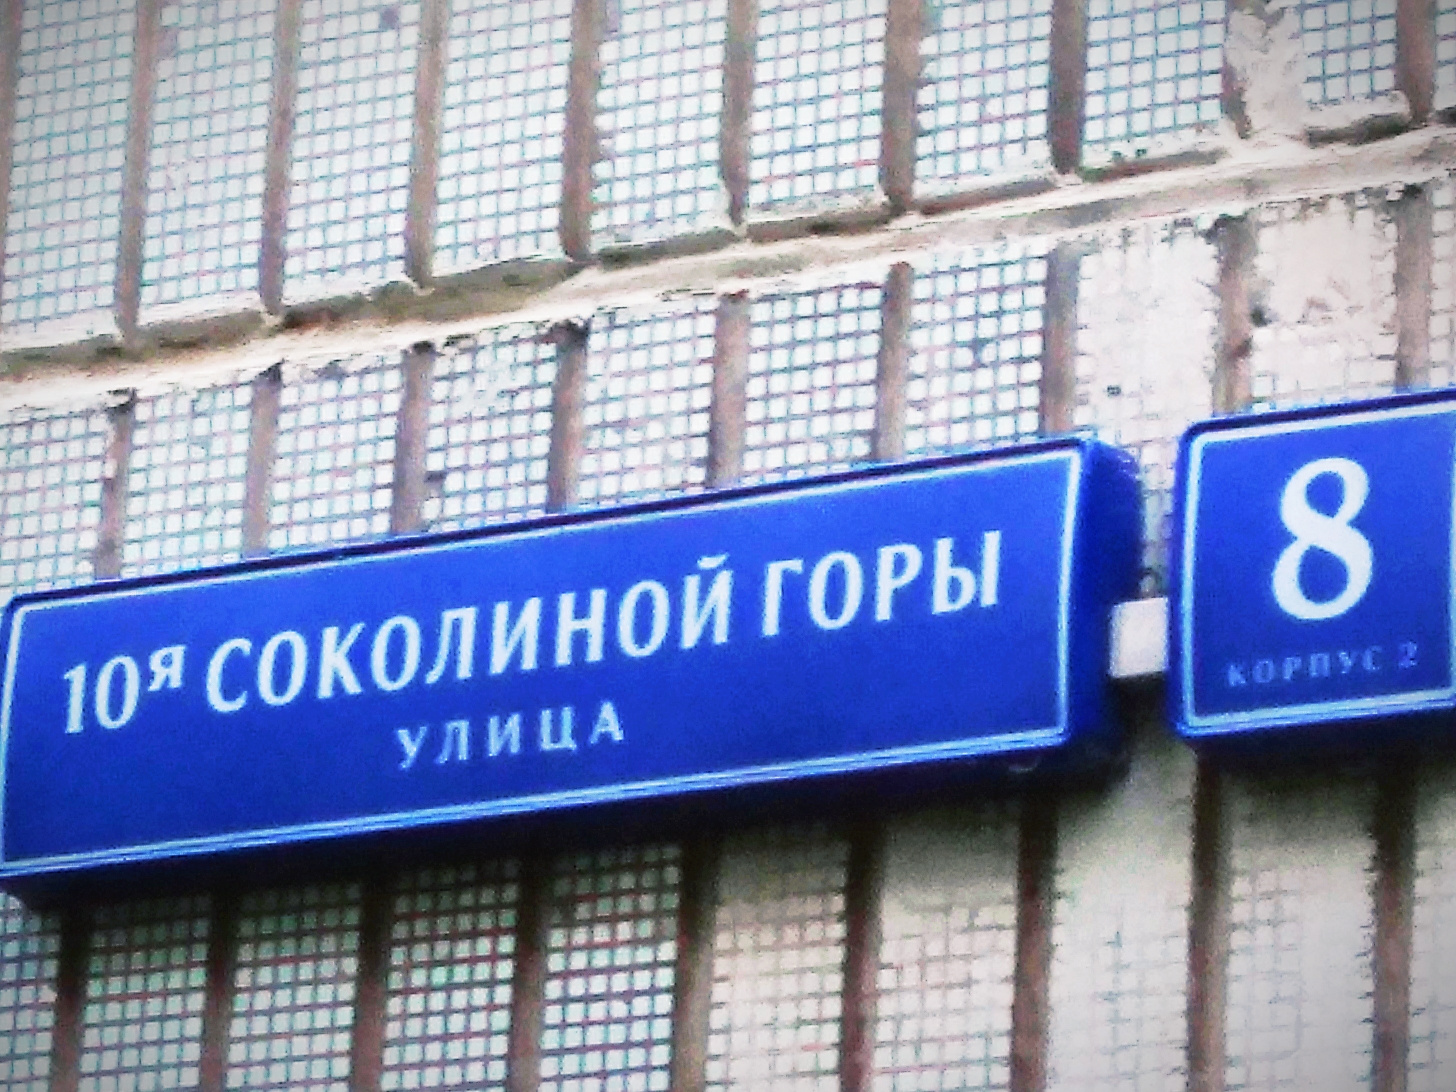 10я СОКОЛИНОЙ ГОРЫ
УЛИЦА
8
КОРПУС 2